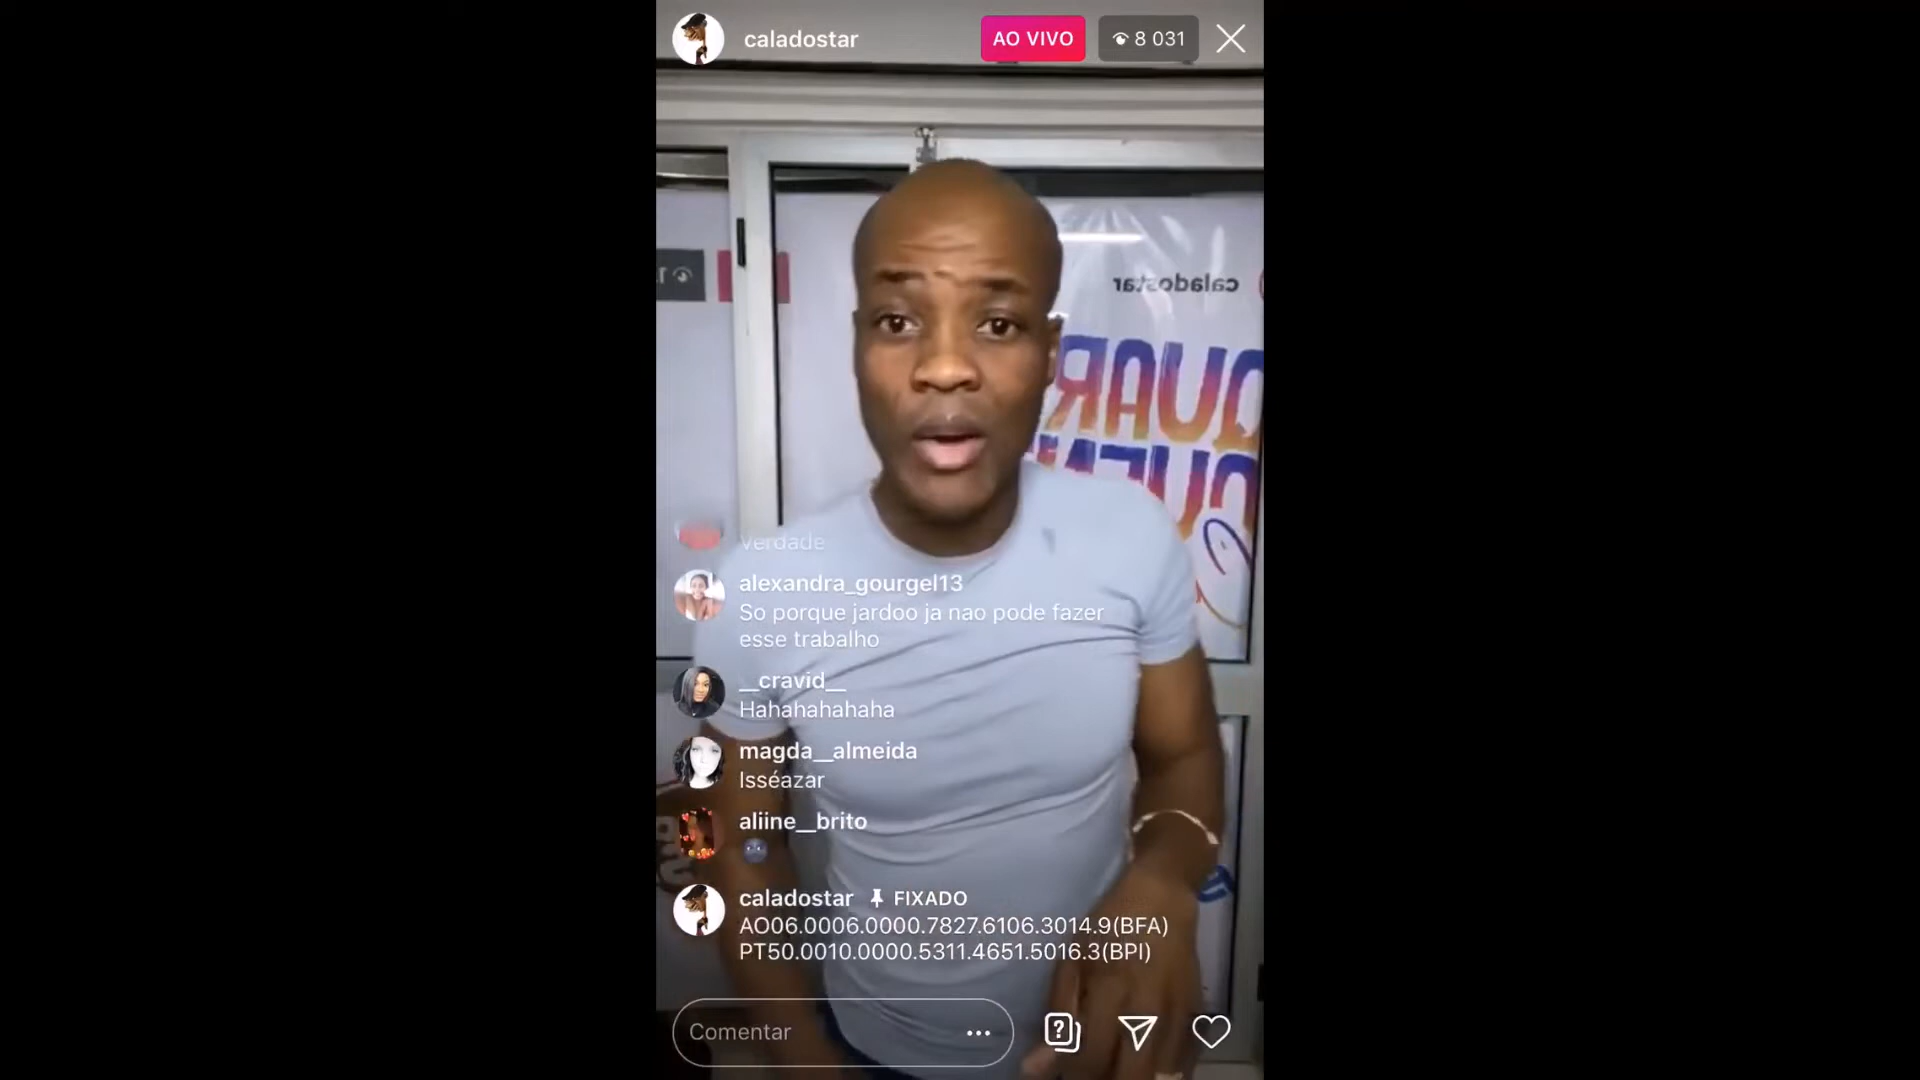 caladostar
AO VIVO
8 031
caladostar
QUAR
Verdade
alexandra_gourgel13
So porque jardoo ja nao pode fazer
esse trabalho
__cravid__
Hahahahahaha
magda__almeida
Isséazar
aliine__brito
caladostar FIXADO
AO06.0006.0000.7827.6106.3014.9(BFA)
PT50.0010.0000.5311.4651.5016.3(BPI)
Comentar